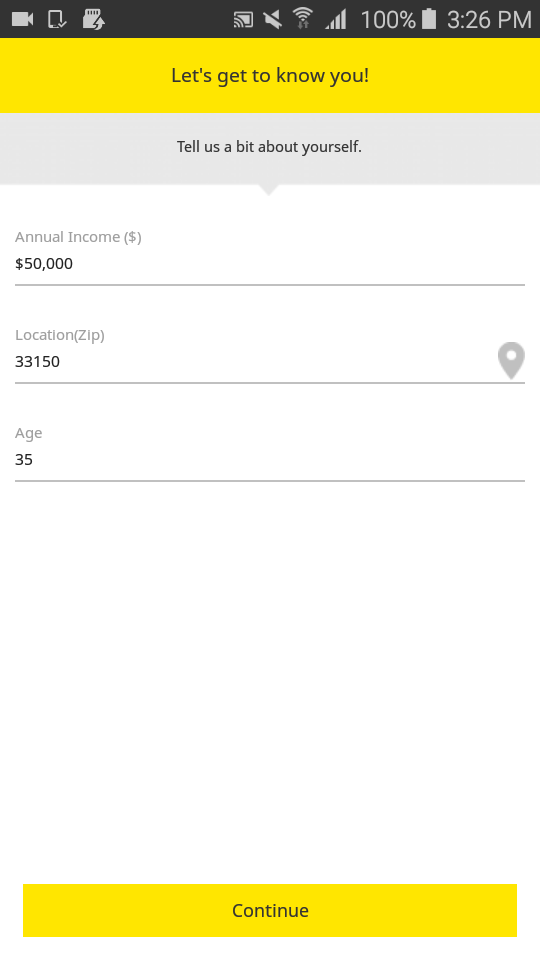 100% 3:26 PM
Let's get to know you!
Tell us a bit about yourself.
Annual Income ($)
$50,000
Location(Zip)
33150
Age
35
Continue